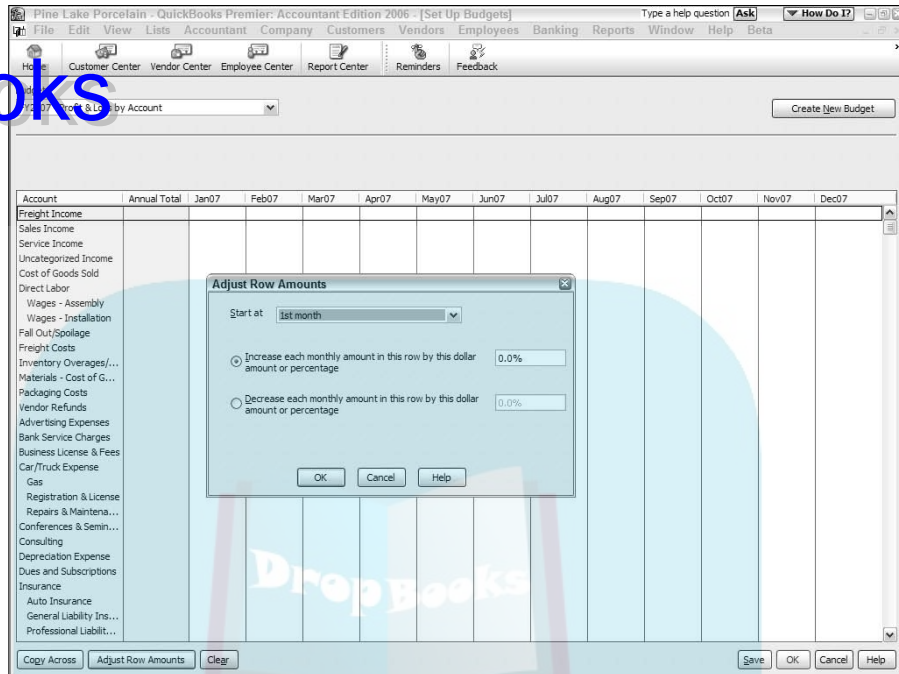 Pine Lake Porcelain - QuickBooks Premier: Accountant Edition 2006 - [Set Up Budgets] Type a help question Ask ▼ How Do I?
File Edit View Lists Accountant Company Customers Vendors Employees Banking Reports Window Help Beta
Home Customer Center Vendor Center Employee Center Report Center Reminders Feedback
oks
Profit & Loss by Account Create New Budget
Account Annual Total Jan07 Feb07 Mar07 Apr07 May07 Jun07 Jul07 Aug07 Sep07 Oct07 Nov07 Dec07
Freight Income
Sales Income
Service Income
Uncategorized Income
Cost of Goods Sold
Direct Labor
Wages - Assembly
Wages - Installation
Fall Out/Spoilage
Freight Costs
Inventory Overages/...
Materials - Cost of G...
Packaging Costs
Vendor Refunds
Advertising Expenses
Bank Service Charges
Business License & Fees
Car/Truck Expense
Gas
Registration & License
Repairs & Maintena...
Conferences & Semin...
Consulting
Depreciation Expense
Dues and Subscriptions
Insurance
Auto Insurance
General Liability Ins...
Professional Liabilit...
Adjust Row Amounts
Start at 1st month
Increase each monthly amount in this row by this dollar 0.0%
amount or percentage
Decrease each monthly amount in this row by this dollar 0.0%
amount or percentage
OK Cancel Help
DropBooks
Copy Across Adjust Row Amounts Clear Save OK Cancel Help